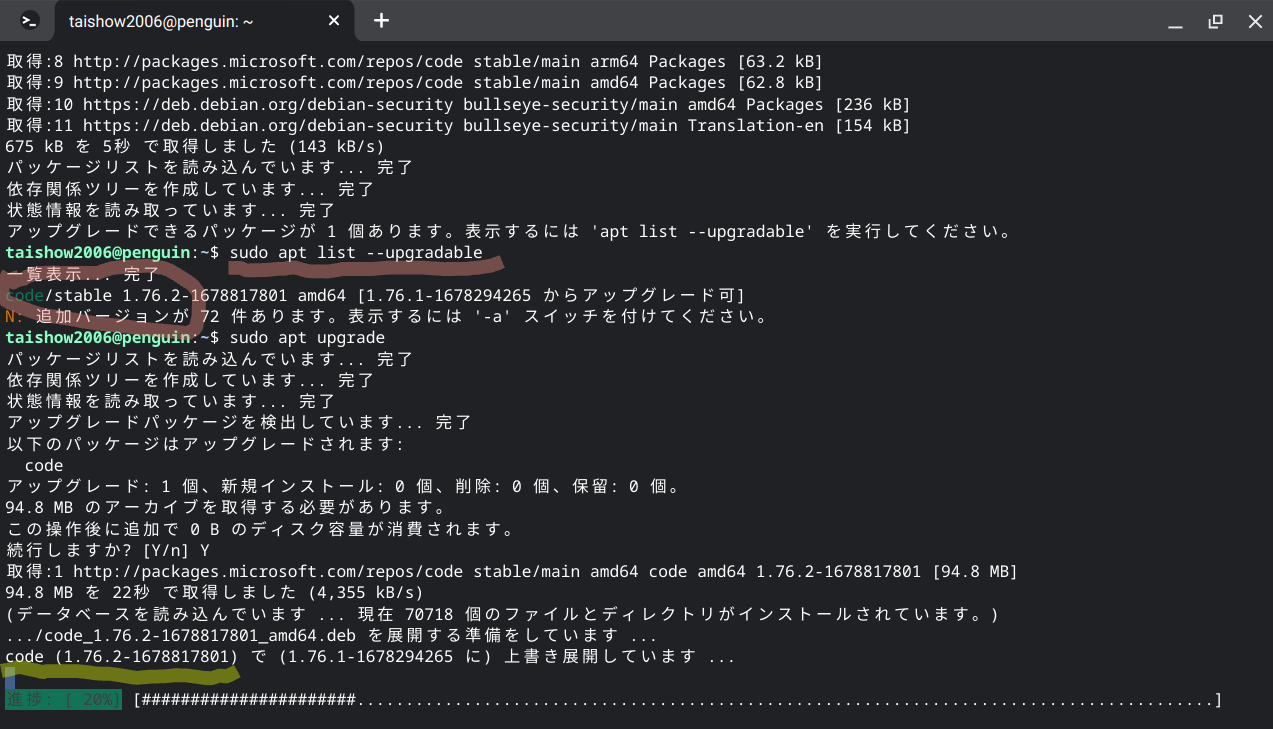 taishow2006@penguin: ~
取得:8 http://packages.microsoft.com/repos/code stable/main arm64 Packages [63.2 kB]
取得:9 http://packages.microsoft.com/repos/code stable/main amd64 Packages [62.8 kB]
取得:10 https://deb.debian.org/debian-security bullseye-security/main amd64 Packages [236 kB]
取得:11 https://deb.debian.org/debian-security bullseye-security/main Translation-en [154 kB]
675 kB を 5秒 で取得しました (143 kB/s)
パッケージリストを読み込んでいます... 完了
依存関係ツリーを作成しています... 完了
状態情報を読み取っています... 完了
アップグレードできるパッケージが 1 個あります。表示するには 'apt list --upgradable' を実行してください。
taishow2006@penguin:~$ sudo apt list --upgradable
一覧表示... 完了
code/stable 1.76.2-1678817801 amd64 [1.76.1-1678294265 からアップグレード可]
N: 追加バージョンが 72 件あります。表示するには '-a' スイッチを付けてください。
taishow2006@penguin:~$ sudo apt upgrade
パッケージリストを読み込んでいます... 完了
依存関係ツリーを作成しています... 完了
状態情報を読み取っています... 完了
アップグレードパッケージを検出しています... 完了
以下のパッケージはアップグレードされます:
  code
アップグレード: 1 個、新規インストール: 0 個、削除: 0 個、保留: 0 個。
94.8 MB のアーカイブを取得する必要があります。
この操作後に追加で 0 B のディスク容量が消費されます。
続行しますか? [Y/n] Y
取得:1 http://packages.microsoft.com/repos/code stable/main amd64 code amd64 1.76.2-1678817801 [94.8 MB]
94.8 MB を 22秒 で取得しました (4,355 kB/s)
(データベースを読み込んでいます ... 現在 70718 個のファイルとディレクトリがインストールされています。)
.../code_1.76.2-1678817801_amd64.deb を展開する準備をしています ...
code (1.76.2-1678817801) で (1.76.1-1678294265 に) 上書き展開しています ...
進捗: [ 20%] [######################........................................................................................]